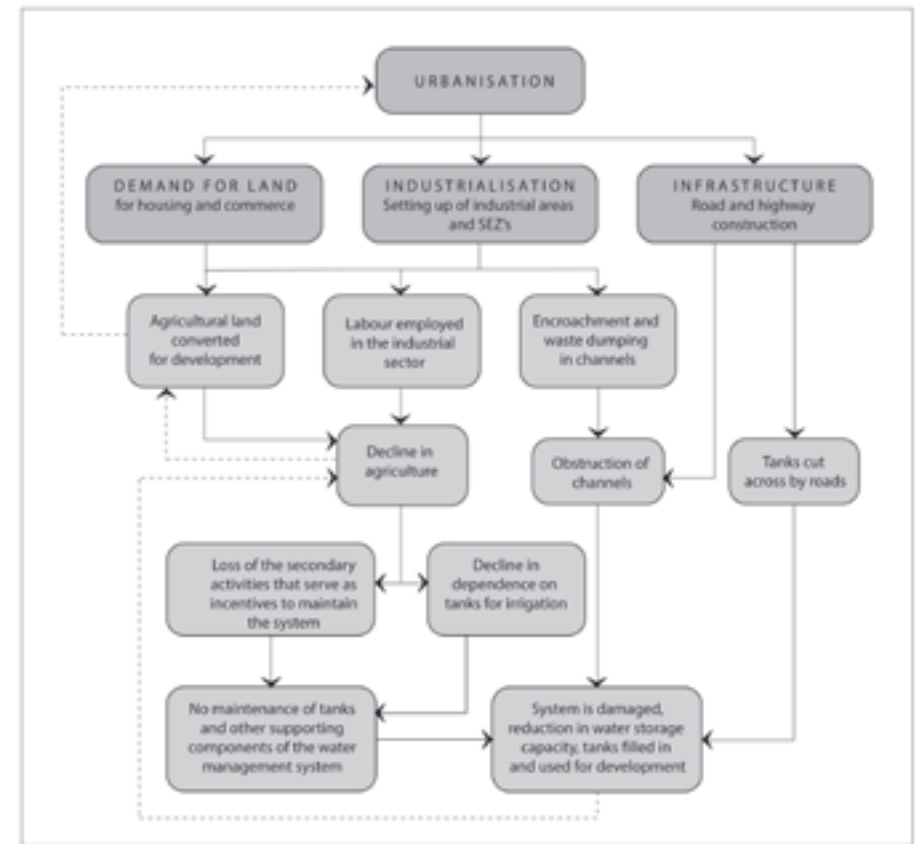 URBANISATION
DEMAND FOR LAND
for housing and commerce
INDUSTRIALISATION
Setting up of industrial areas
and SEZ's
INFRASTRUCTURE
Road and highway
construction
Agricultural land
converted
for development
Labour employed
in the industrial
sector
Encroachment and
waste dumping
in channels
Decline in
agriculture
Obstruction of
channels
Tanks cut
across by roads
Loss of the secondary
activities that serve as
incentives to maintain
the system
Decline in
dependence on
tanks for irrigation
No maintenance of tanks
and other supporting
components of the water
management system
System is damaged,
reduction in water storage
capacity, tanks filled in
and used for development